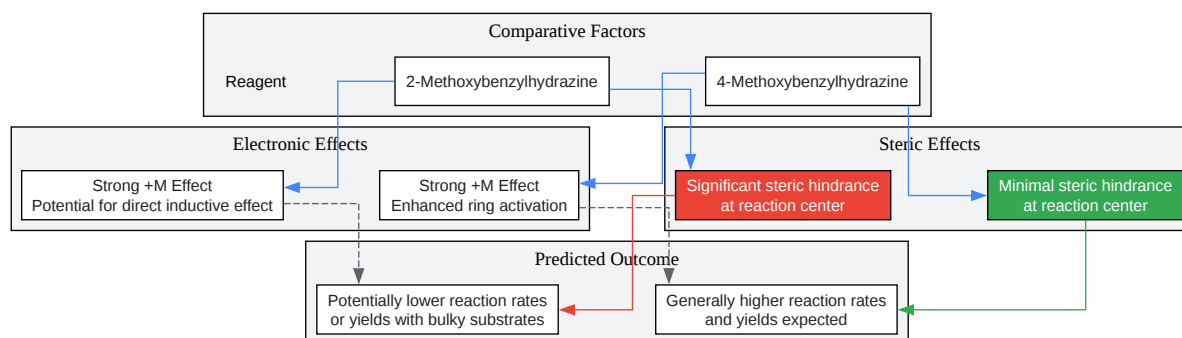 Comparative Factors
Reagent
2-Methoxybenzylhydrazine
4-Methoxybenzylhydrazine
Electronic Effects
Strong +M Effect
Potential for direct inductive effect
Strong +M Effect
Enhanced ring activation
Steric Effects
Significant steric hindrance
at reaction center
Minimal steric hindrance
at reaction center
Predicted Outcome
Potentially lower reaction rates
or yields with bulky substrates
Generally higher reaction rates
and yields expected